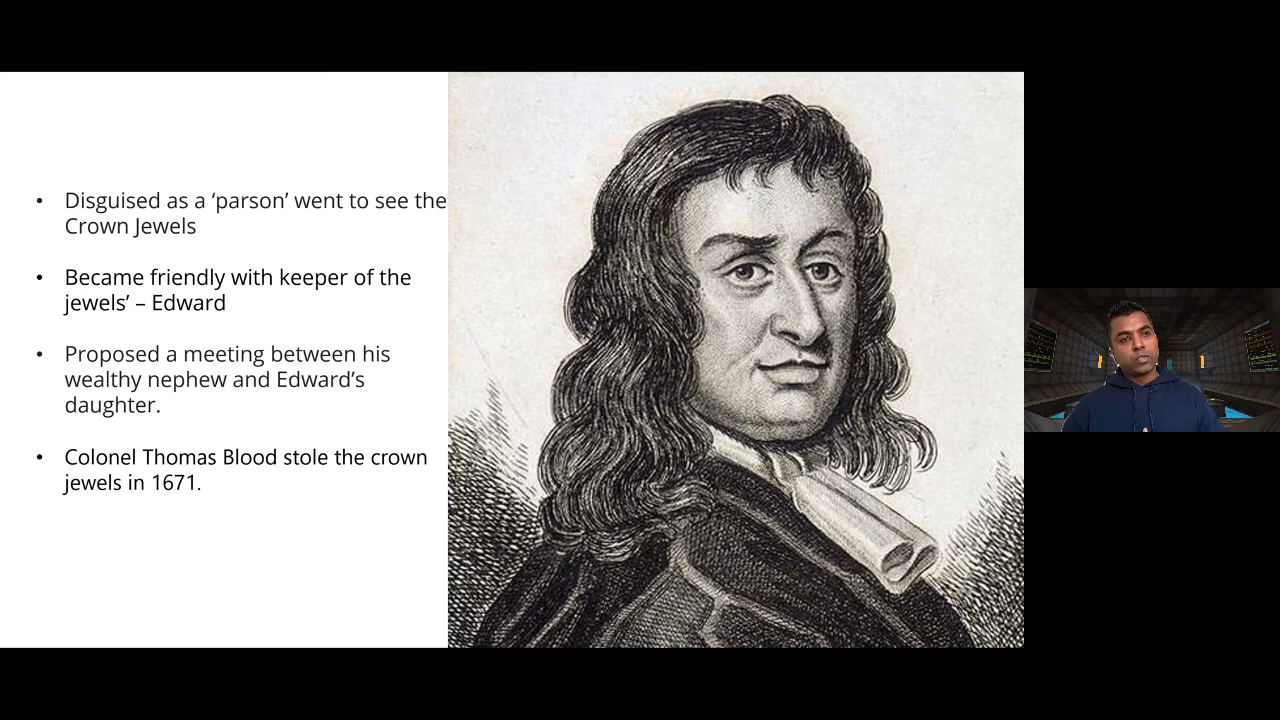 • Disguised as a ‘parson’ went to see the
Crown Jewels
• Became friendly with keeper of the
jewels’ – Edward
• Proposed a meeting between his
wealthy nephew and Edward’s
daughter.
• Colonel Thomas Blood stole the crown
jewels in 1671.